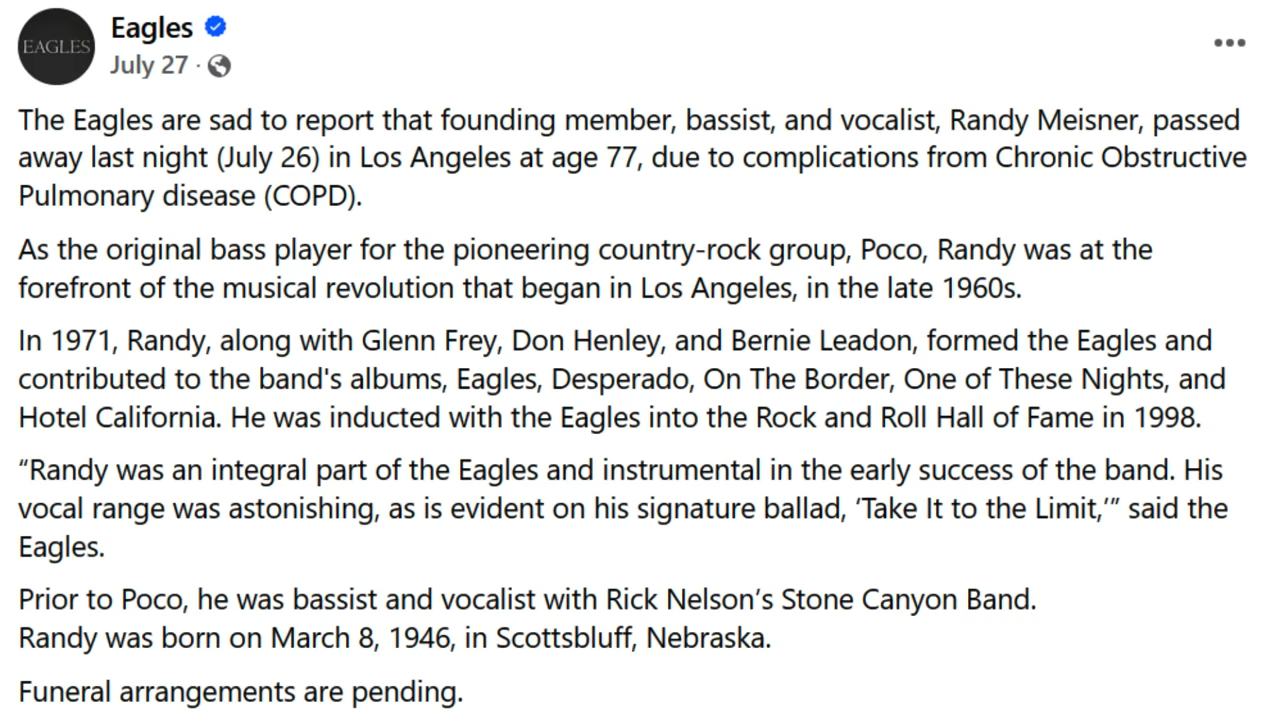 EAGLES
Eagles
July 27 ·
The Eagles are sad to report that founding member, bassist, and vocalist, Randy Meisner, passed
away last night (July 26) in Los Angeles at age 77, due to complications from Chronic Obstructive
Pulmonary disease (COPD).
As the original bass player for the pioneering country-rock group, Poco, Randy was at the
forefront of the musical revolution that began in Los Angeles, in the late 1960s.
In 1971, Randy, along with Glenn Frey, Don Henley, and Bernie Leadon, formed the Eagles and
contributed to the band's albums, Eagles, Desperado, On The Border, One of These Nights, and
Hotel California. He was inducted with the Eagles into the Rock and Roll Hall of Fame in 1998.
“Randy was an integral part of the Eagles and instrumental in the early success of the band. His
vocal range was astonishing, as is evident on his signature ballad, ‘Take It to the Limit,’” said the
Eagles.
Prior to Poco, he was bassist and vocalist with Rick Nelson’s Stone Canyon Band.
Randy was born on March 8, 1946, in Scottsbluff, Nebraska.
Funeral arrangements are pending.